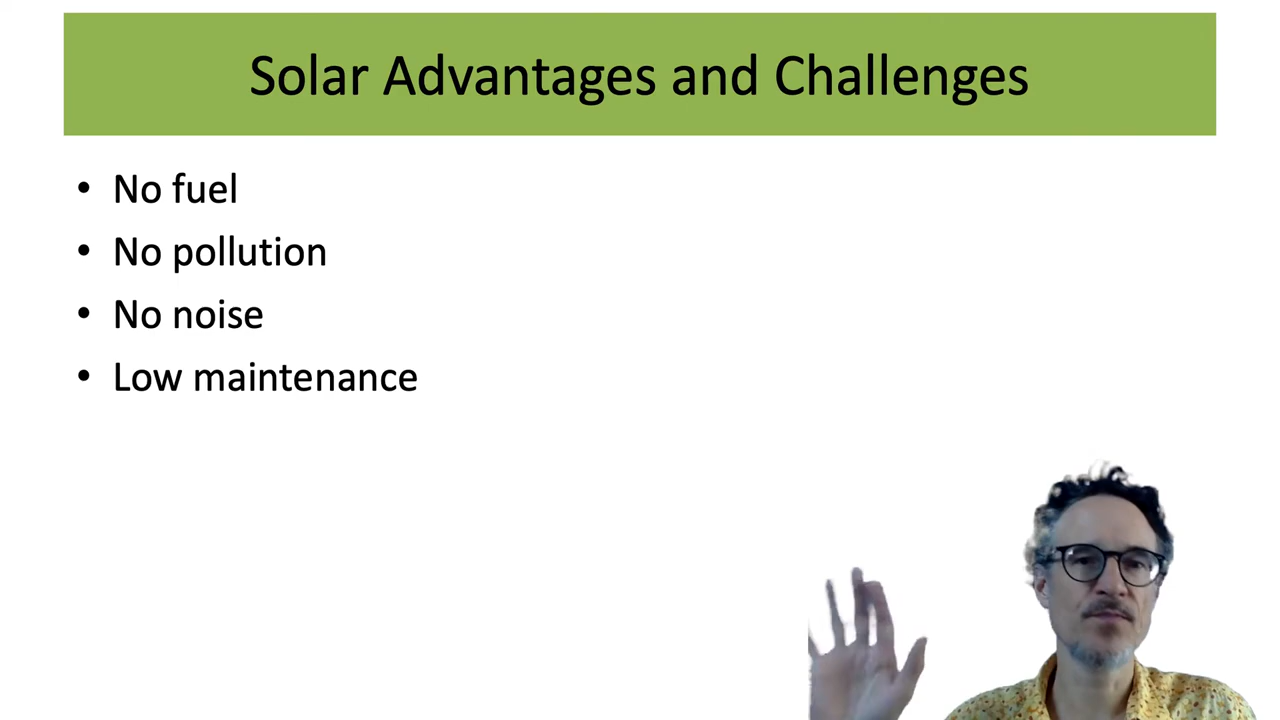 Solar Advantages and Challenges
• No fuel
• No pollution
• No noise
• Low maintenance